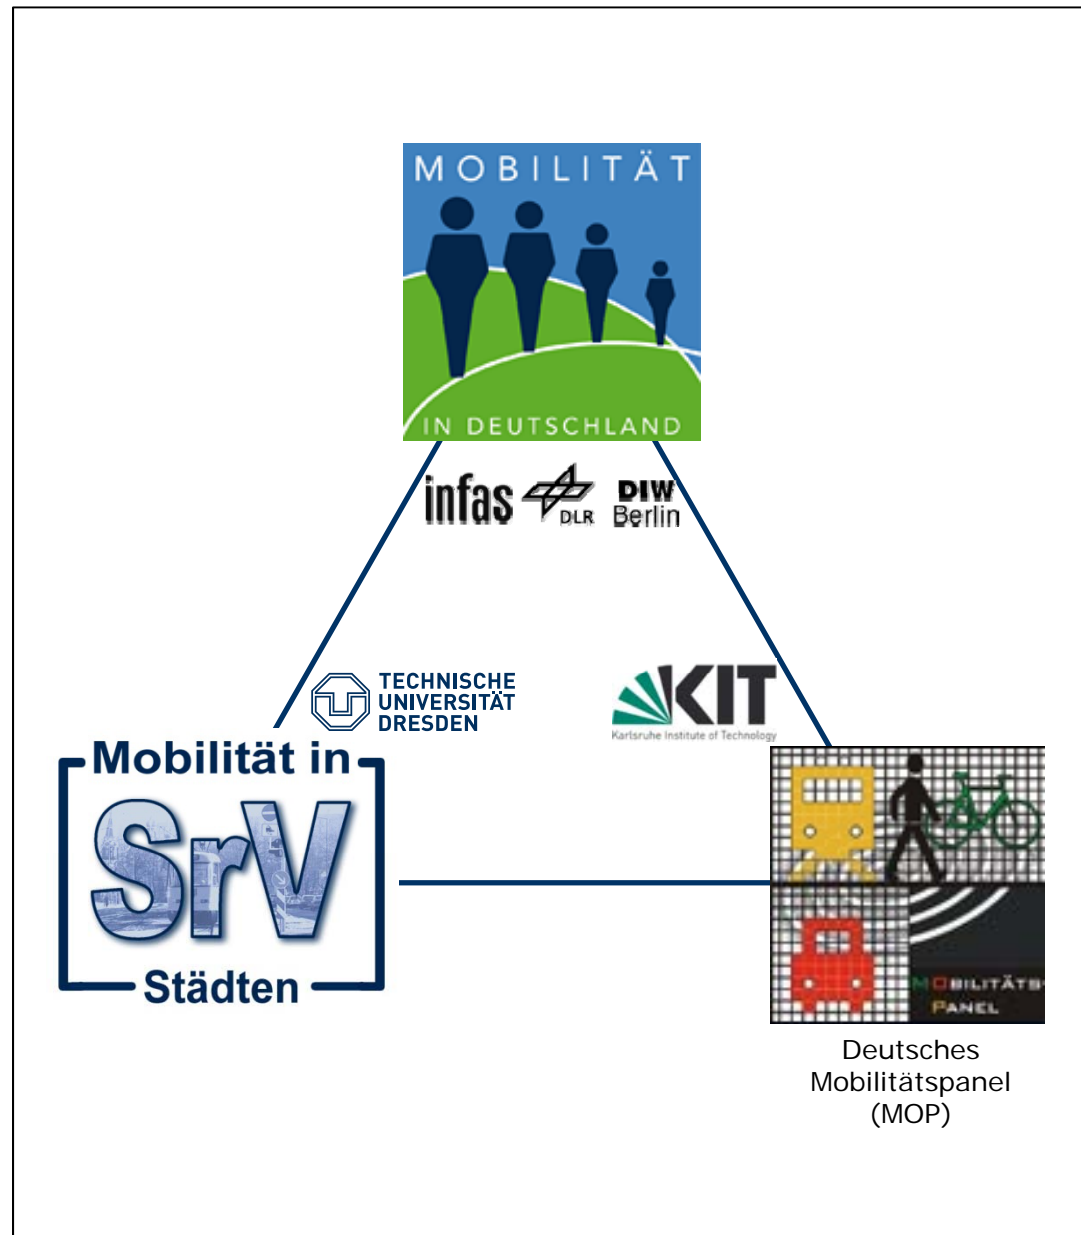 MOBILITÄT
IN DEUTSCHLAND
infas
DLR
DIW
Berlin
TECHNISCHE
UNIVERSITÄT
DRESDEN
KIT
Karlsruhe Institute of Technology
Mobilität in
SrV
Städten
MOBILITÄTS-
PANEL
Deutsches
Mobilitätspanel
(MOP)